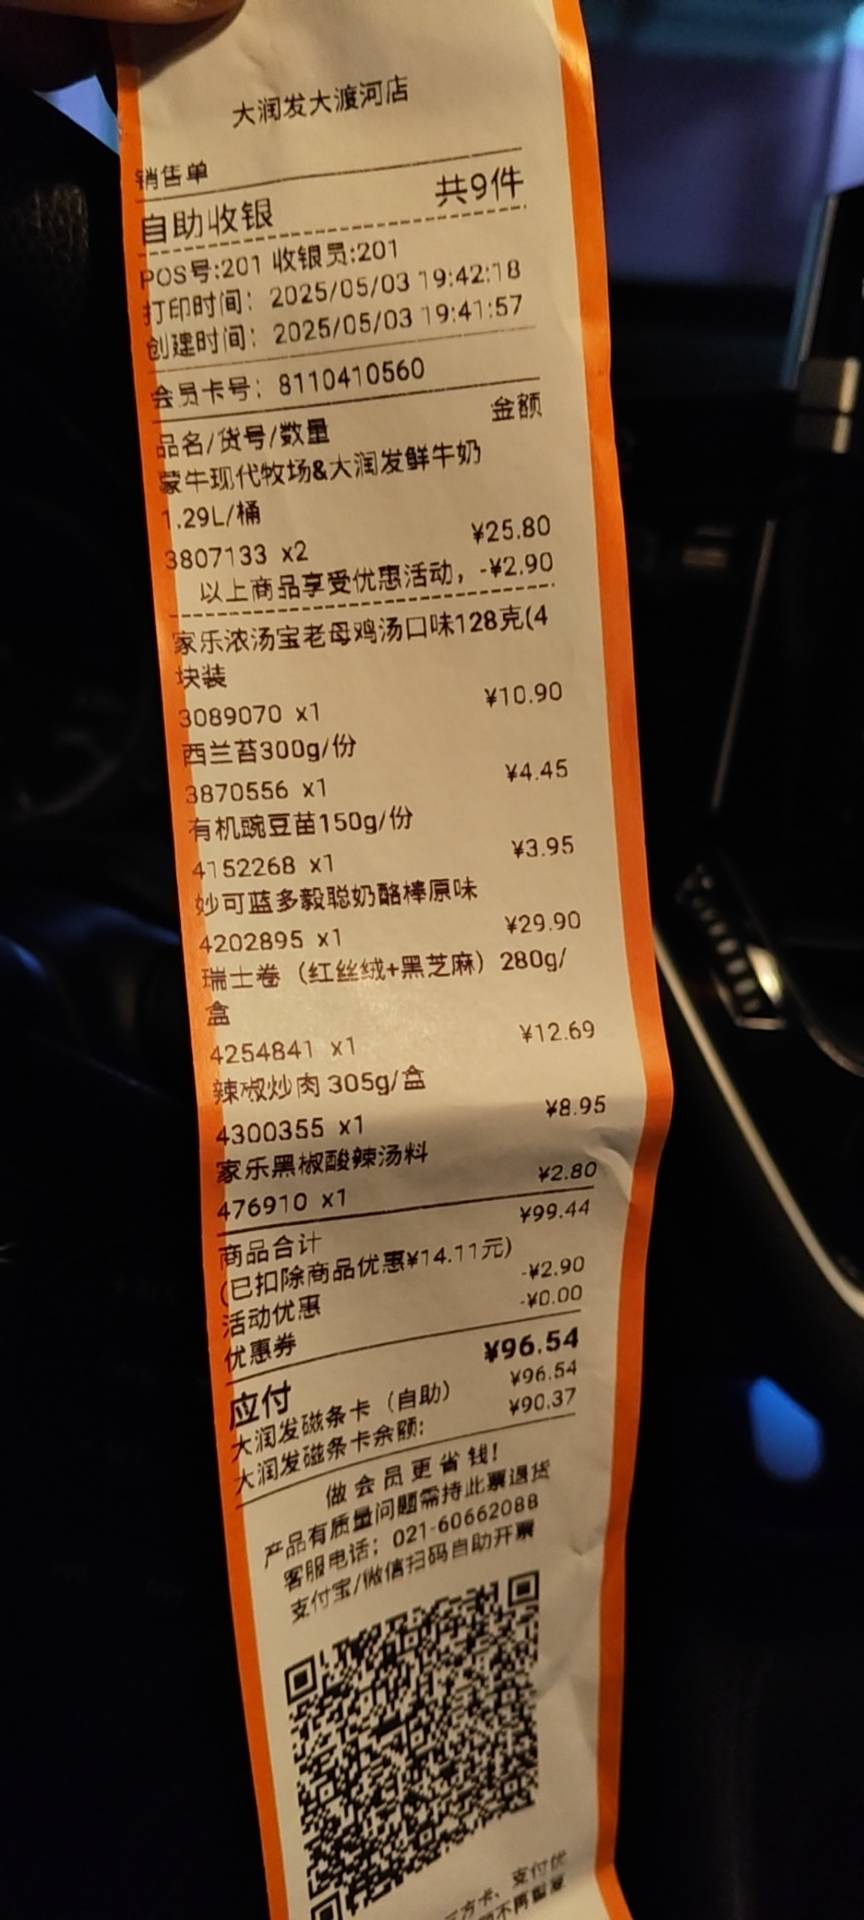 大润发大渡河店
销售单
自助收银 共9件
POS号:201 收银员:201
打印时间: 2025/05/03 19:42:18
创建时间: 2025/05/03 19:41:57
会员卡号: 8110410560
品名/货号/数量 金额
蒙牛现代牧场&大润发鲜牛奶
1.29L/桶
3807133 x2 ¥25.80
以上商品享受优惠活动, -¥2.90
家乐浓汤宝老母鸡汤口味128克(4
块装
3089070 x1 ¥10.90
西兰苔300g/份
3870556 x1 ¥4.45
有机豌豆苗150g/份
4152268 x1 ¥3.95
妙可蓝多毅聪奶酪棒原味
4202895 x1 ¥29.90
瑞士卷（红丝绒+黑芝麻）280g/
盒
4254841 x1 ¥12.69
辣椒炒肉 305g/盒
4300355 x1 ¥8.95
家乐黑椒酸辣汤料
476910 x1 ¥2.80
商品合计 ¥99.44
(已扣除商品优惠¥14.11元)
活动优惠 -¥2.90
优惠券 -¥0.00
应付 ¥96.54
大润发磁条卡（自助） ¥96.54
大润发磁条卡余额: ¥90.37
做会员更省钱!
产品有质量问题需持此票退货
客服电话: 021-60662088
支付宝/微信扫码自助开票
方卡、支付优
不再重复